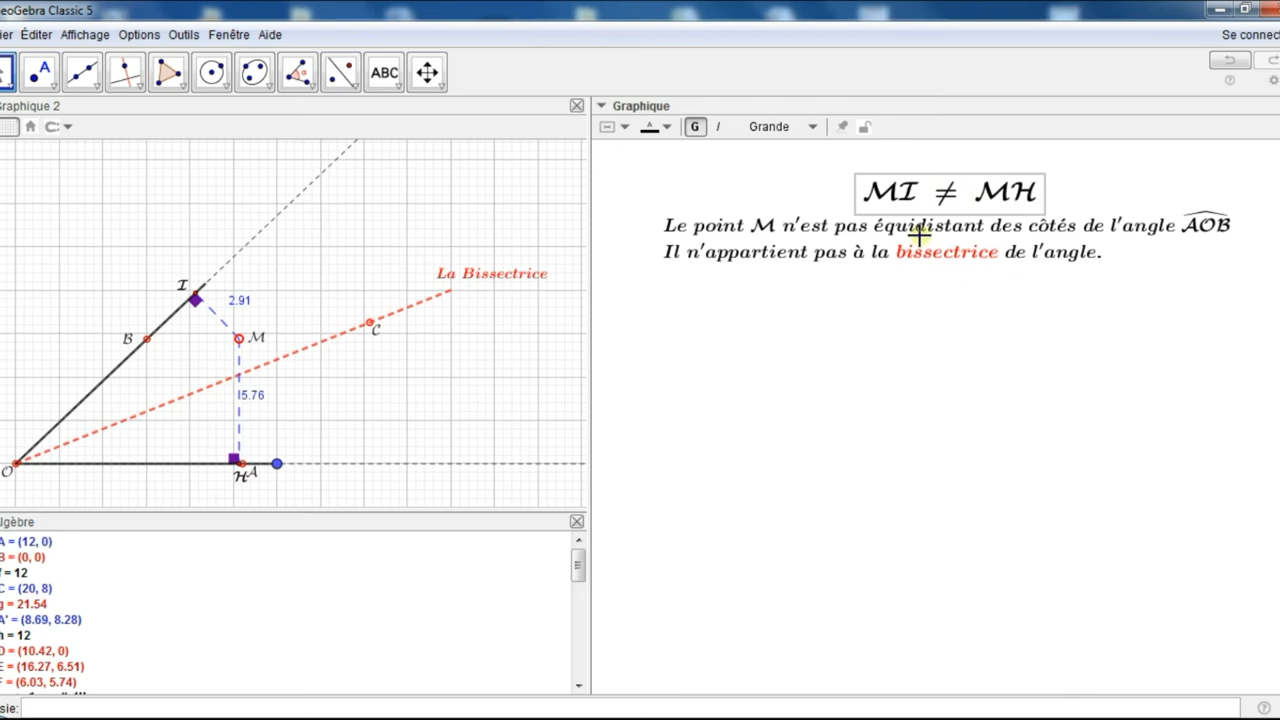 eoGebra Classic 5
ier Éditer Affichage Options Outils Fenêtre Aide Se connect
A ABC
Graphique 2
Graphique
G I Grande
MI ≠ MH
Le point M n'est pas équidistant des côtés de l'angle AOB
Il n'appartient pas à la bissectrice de l'angle.
La Bissectrice
I
2.91
B
M
C
5.76
O
H A
lgèbre
A = (12, 0)
B = (0, 0)
f = 12
C = (20, 8)
g = 21.54
A' = (8.69, 8.28)
h = 12
D = (10.42, 0)
E = (16.27, 6.51)
F = (6.03, 5.74)
sie: